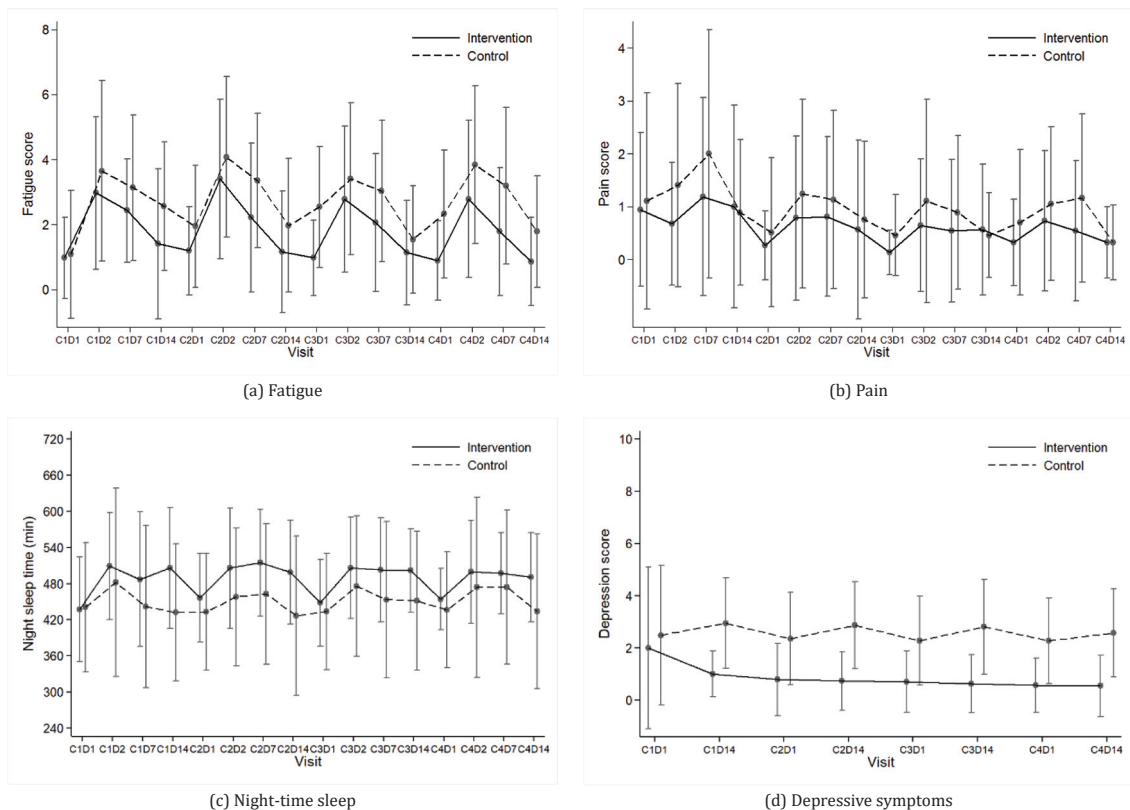 8
6
4
2
0
Fatigue score
Intervention
Control
C1D1 C1D2 C1D7 C1D14 C2D1 C2D2 C2D7 C2D14 C3D1 C3D2 C3D7 C3D14 C4D1 C4D2 C4D7 C4D14
Visit
(a) Fatigue
4
3
2
1
0
Pain score
Intervention
Control
C1D1 C1D2 C1D7 C1D14 C2D1 C2D2 C2D7 C2D14 C3D1 C3D2 C3D7 C3D14 C4D1 C4D2 C4D7 C4D14
Visit
(b) Pain
720
660
600
540
480
420
360
300
240
Night sleep time (min)
Intervention
Control
C1D1 C1D2 C1D7 C1D14 C2D1 C2D2 C2D7 C2D14 C3D1 C3D2 C3D7 C3D14 C4D1 C4D2 C4D7 C4D14
Visit
(c) Night-time sleep
10
8
6
4
2
0
Depression score
Intervention
Control
C1D1 C1D14 C2D1 C2D14 C3D1 C3D14 C4D1 C4D14
Visit
(d) Depressive symptoms